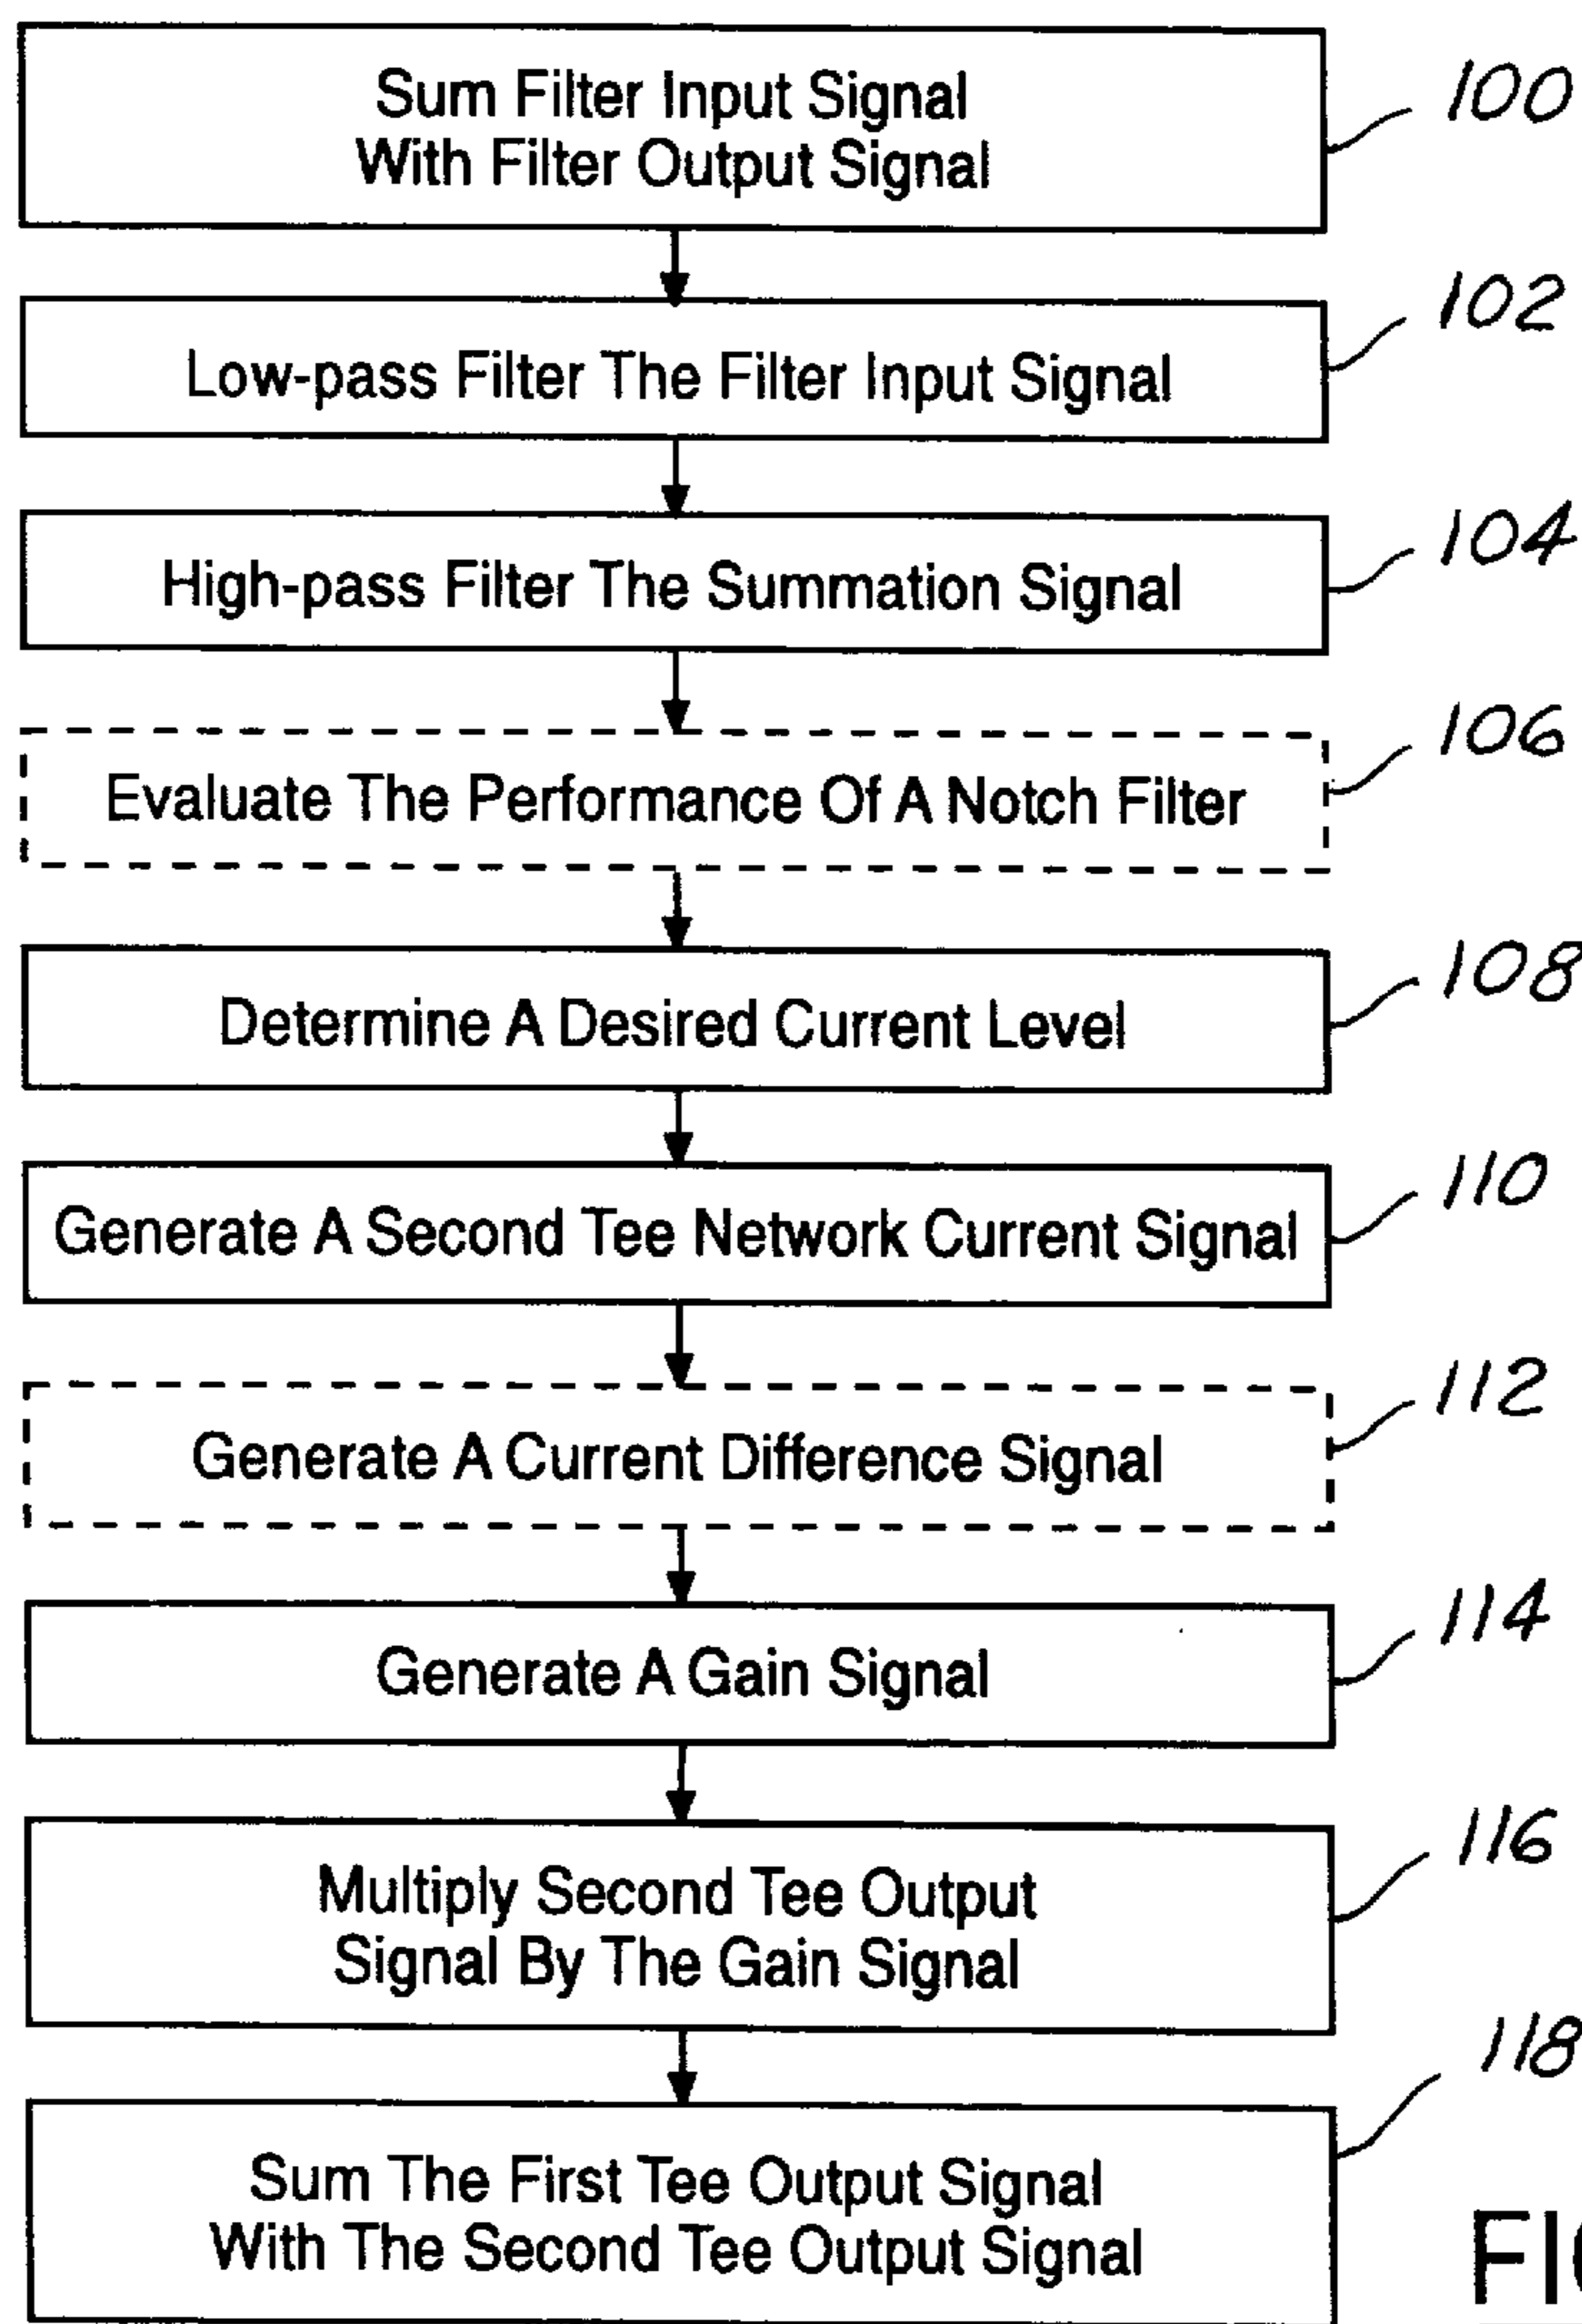 Sum Filter Input Signal
With Filter Output Signal
100
Low-pass Filter The Filter Input Signal
102
High-pass Filter The Summation Signal
104
Evaluate The Performance Of A Notch Filter
106
Determine A Desired Current Level
108
Generate A Second Tee Network Current Signal
110
Generate A Current Difference Signal
112
Generate A Gain Signal
114
Multiply Second Tee Output
Signal By The Gain Signal
116
Sum The First Tee Output Signal
With The Second Tee Output Signal
118